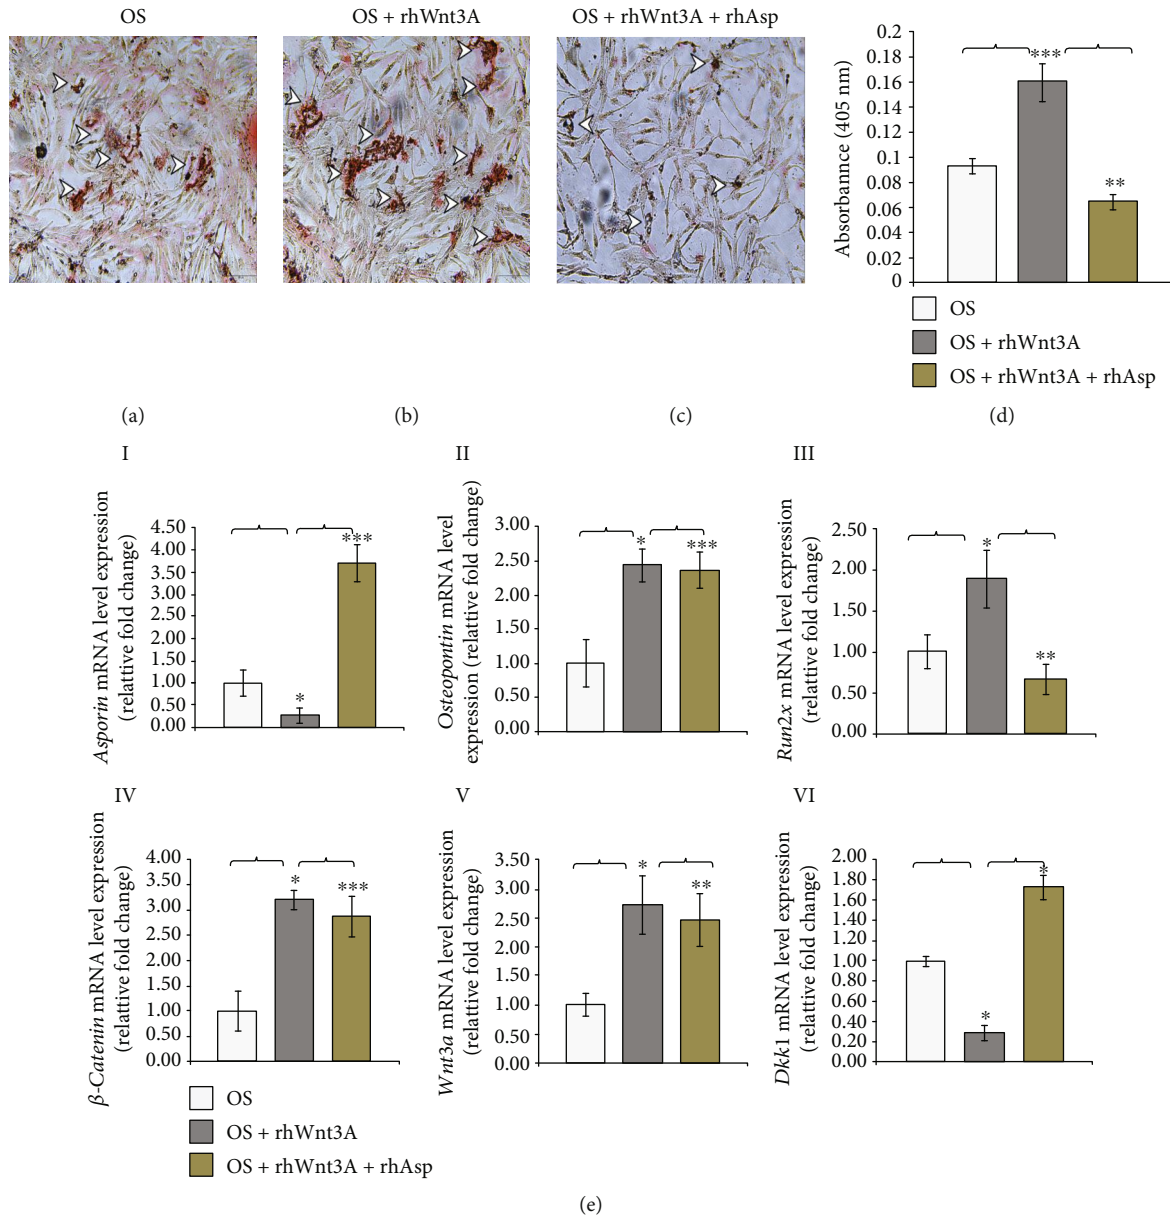 OS
OS + rhWnt3A
OS + rhWnt3A + rhAsp
Absorbance (405 nm)
0.2
0.16
0.14
0.12
0.1
0.08
0.06
0.04
0.02
0
***
**
OS
OS + rhWnt3A
OS + rhWnt3A + rhAsp
(a)
(b)
(c)
(d)
I
Asporin mRNA level expression
(relattive fold change)
4.50
4.00
3.50
3.00
2.50
2.00
1.50
1.00
0.50
0.00
*
***
II
Osteopontin mRNA level
expression (relattive fold change)
3.00
2.50
2.00
1.50
1.00
0.50
0.00
*
***
III
Run2x mRNA level expression
(relattive fold change)
2.50
2.00
1.50
1.00
0.50
0.00
*
**
IV
β-Catenin mRNA level expression
(relattive fold change)
4.00
3.50
3.00
2.50
2.00
1.50
1.00
0.50
0.00
*
***
V
Wnt3a mRNA level expression
(relattive fold change)
3.50
3.00
2.50
2.00
1.50
1.00
0.50
0.00
*
**
VI
Dkk1 mRNA level expression
(relattive fold change)
2.00
1.80
1.60
1.40
1.20
1.00
0.80
0.60
0.40
0.20
0.00
*
*
OS
OS + rhWnt3A
OS + rhWnt3A + rhAsp
(e)